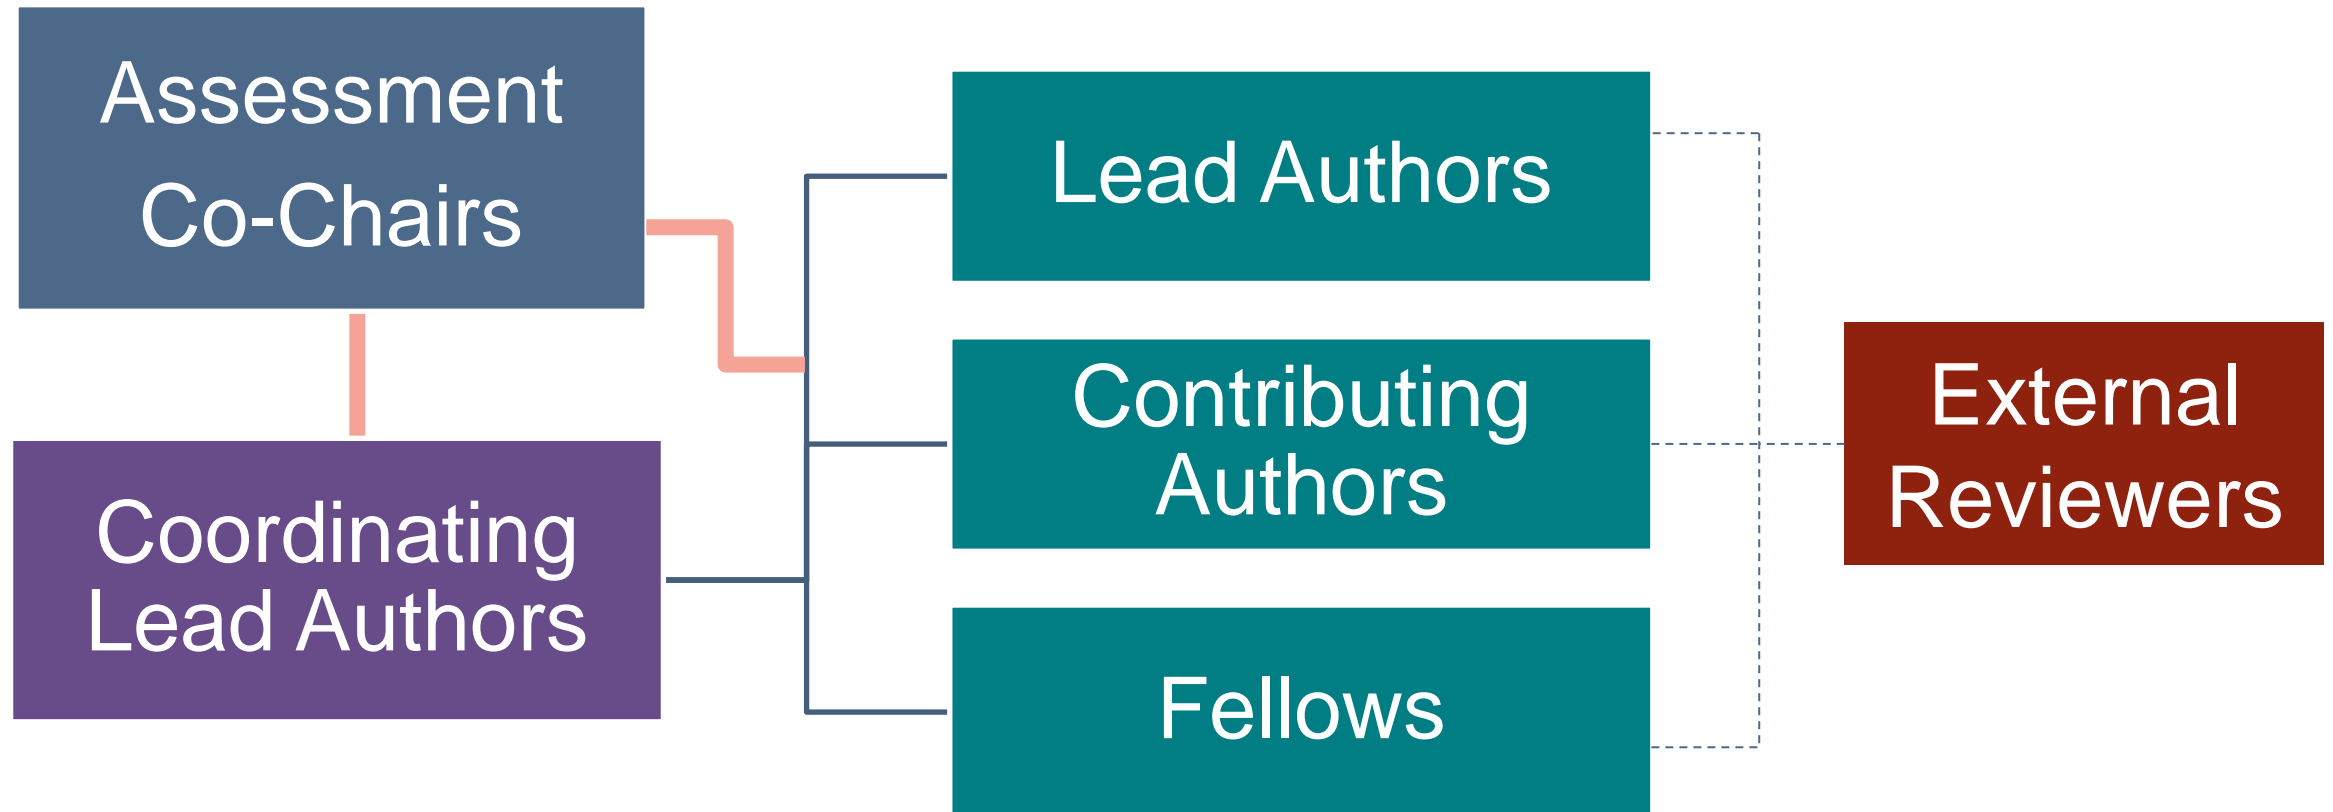 Assessment
Co-Chairs
Coordinating
Lead Authors
Lead Authors
Contributing
Authors
Fellows
External
Reviewers